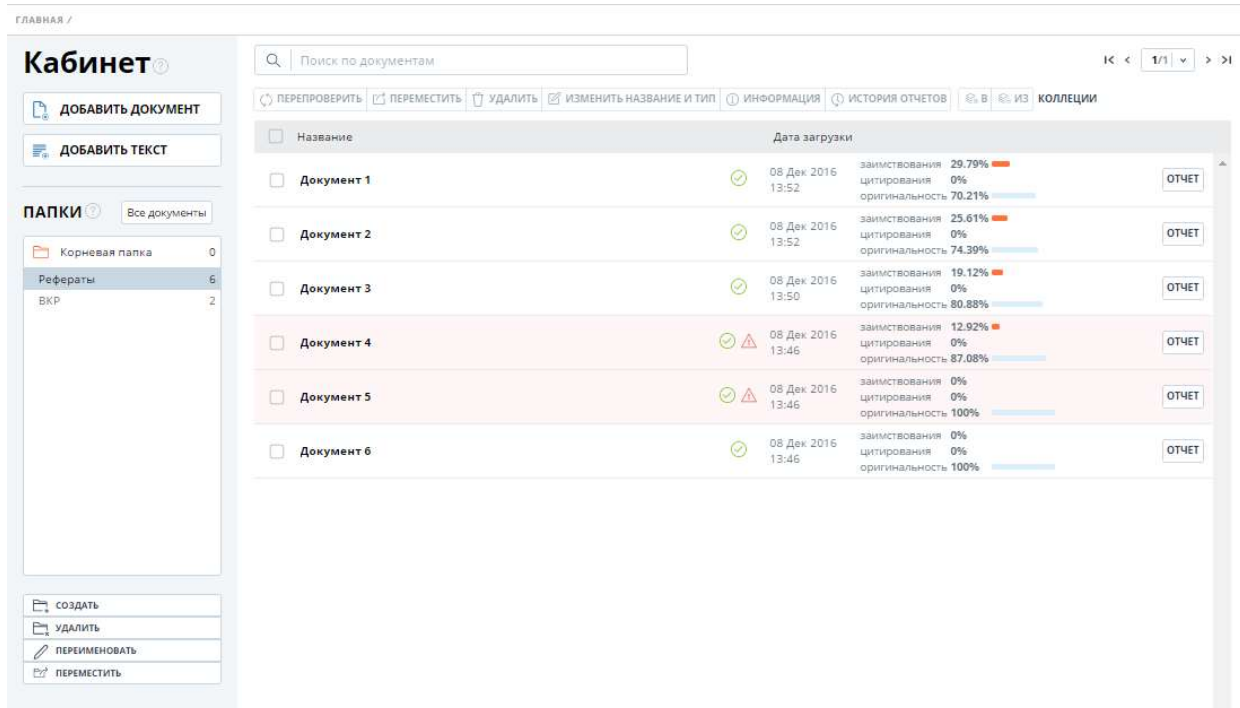 ГЛАВНАЯ /
Кабинет
ДОБАВИТЬ ДОКУМЕНТ
ДОБАВИТЬ ТЕКСТ
ПАПКИ Все документы
Корневая папка 0
Рефераты 6
ВКР 2
СОЗДАТЬ
УДАЛИТЬ
ПЕРЕИМЕНОВАТЬ
ПЕРЕМЕСТИТЬ
Поиск по документам 1/1
ПЕРЕПРОВЕРИТЬ ПЕРЕМЕСТИТЬ УДАЛИТЬ ИЗМЕНИТЬ НАЗВАНИЕ И ТИП ИНФОРМАЦИЯ ИСТОРИЯ ОТЧЕТОВ В ИЗ КОЛЛЕЦИИ
Название Дата загрузки
Документ 1
08 Дек 2016
13:52
заимствования 29.79%
цитирования 0%
оригинальность 70.21%
ОТЧЕТ
Документ 2
08 Дек 2016
13:52
заимствования 25.61%
цитирования 0%
оригинальность 74.39%
ОТЧЕТ
Документ 3
08 Дек 2016
13:50
заимствования 19.12%
цитирования 0%
оригинальность 80.88%
ОТЧЕТ
Документ 4
08 Дек 2016
13:46
заимствования 12.92%
цитирования 0%
оригинальность 87.08%
ОТЧЕТ
Документ 5
08 Дек 2016
13:46
заимствования 0%
цитирования 0%
оригинальность 100%
ОТЧЕТ
Документ 6
08 Дек 2016
13:46
заимствования 0%
цитирования 0%
оригинальность 100%
ОТЧЕТ